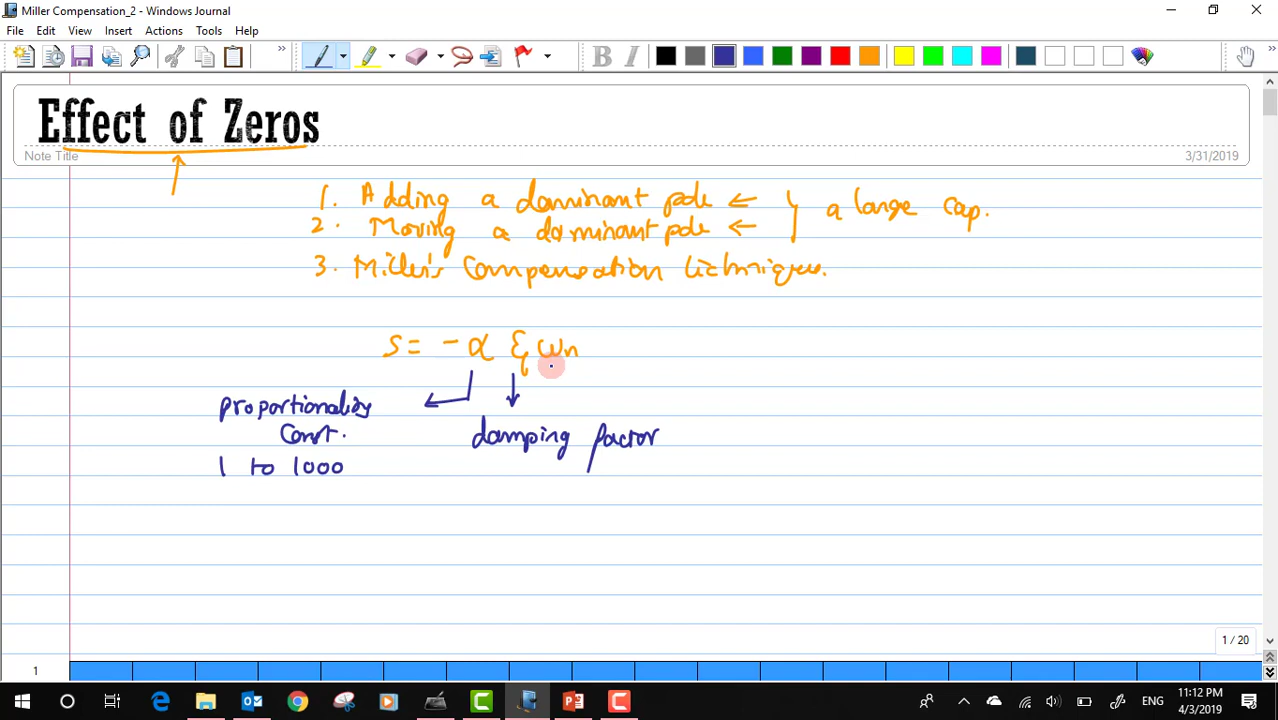 Miller Compensation_2 - Windows Journal
File Edit View Insert Actions Tools Help
Effect of Zeros
Note Title
3/31/2019
1. Adding a dominant pole ← } a large cap.
2. Moving a dominant pole ←
3. Miller's Compensation techniques.
s = - α ξ ωn
proportionality
Const.
1 to 1000
damping factor
1 / 20
1
ENG
11:12 PM
4/3/2019